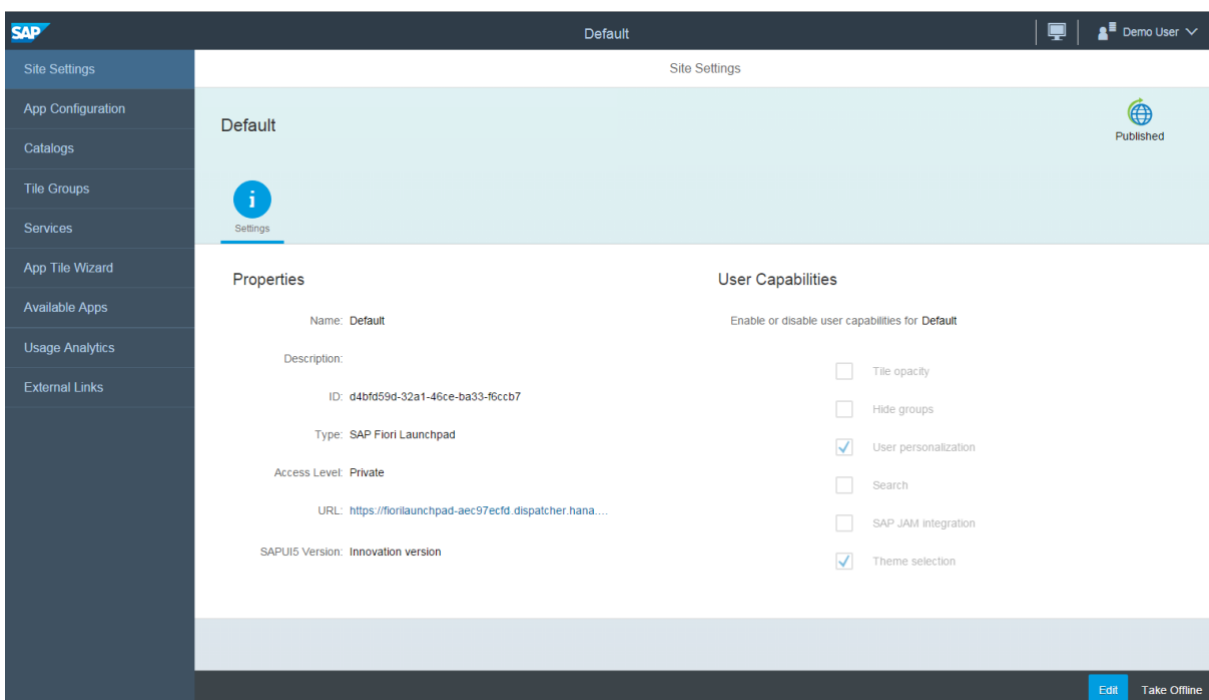 SAP
Default
Demo User
Site Settings
App Configuration
Catalogs
Tile Groups
Services
App Tile Wizard
Available Apps
Usage Analytics
External Links
Site Settings
Default
Published
i
Settings
Properties
Name: Default
Description:
ID: d4bfd59d-32a1-46ce-ba33-f6ccb7
Type: SAP Fiori Launchpad
Access Level: Private
URL: https://fiorilaunchpad-aec97ecfd.dispatcher.hana....
SAPUI5 Version: Innovation version
User Capabilities
Enable or disable user capabilities for Default
Tile opacity
Hide groups
User personalization
Search
SAP JAM integration
Theme selection
Edit
Take Offline